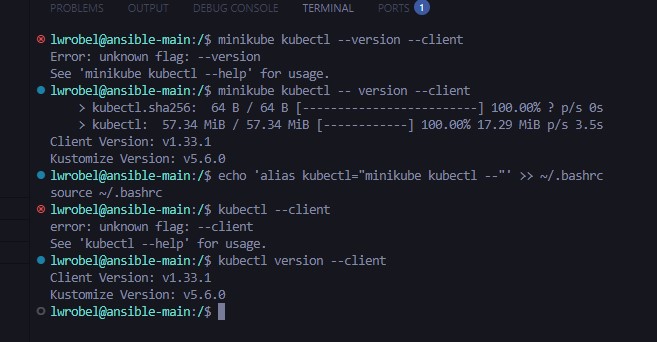 PROBLEMS OUTPUT DEBUG CONSOLE TERMINAL PORTS 1
lwrobel@ansible-main:/$ minikube kubectl --version --client
Error: unknown flag: --version
See 'minikube kubectl --help' for usage.
lwrobel@ansible-main:/$ minikube kubectl -- version --client
> kubectl.sha256: 64 B / 64 B [-------------------------] 100.00% ? p/s 0s
> kubectl: 57.34 MiB / 57.34 MiB [------------] 100.00% 17.29 MiB p/s 3.5s
Client Version: v1.33.1
Kustomize Version: v5.6.0
lwrobel@ansible-main:/$ echo 'alias kubectl="minikube kubectl --"' >> ~/.bashrc
source ~/.bashrc
lwrobel@ansible-main:/$ kubectl --client
error: unknown flag: --client
See 'kubectl --help' for usage.
lwrobel@ansible-main:/$ kubectl version --client
Client Version: v1.33.1
Kustomize Version: v5.6.0
lwrobel@ansible-main:/$